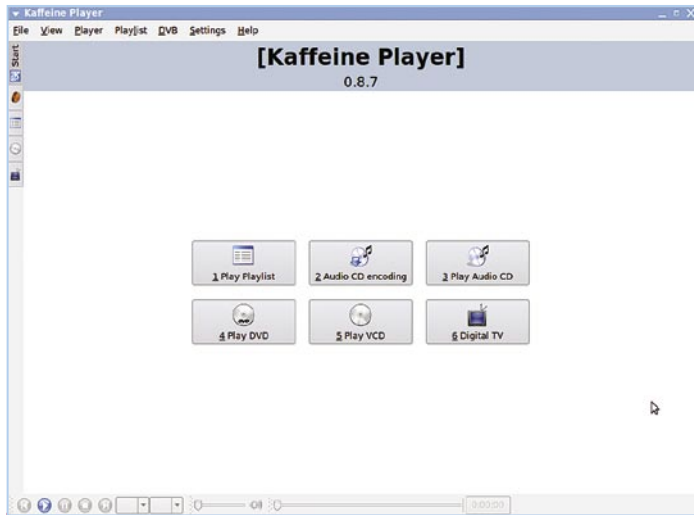 Kaffeine Player
File View Player Playlist DVB Settings Help
Start
[Kaffeine Player]
0.8.7
1 Play Playlist
2 Audio CD encoding
3 Play Audio CD
4 Play DVD
5 Play VCD
6 Digital TV
0:00:00